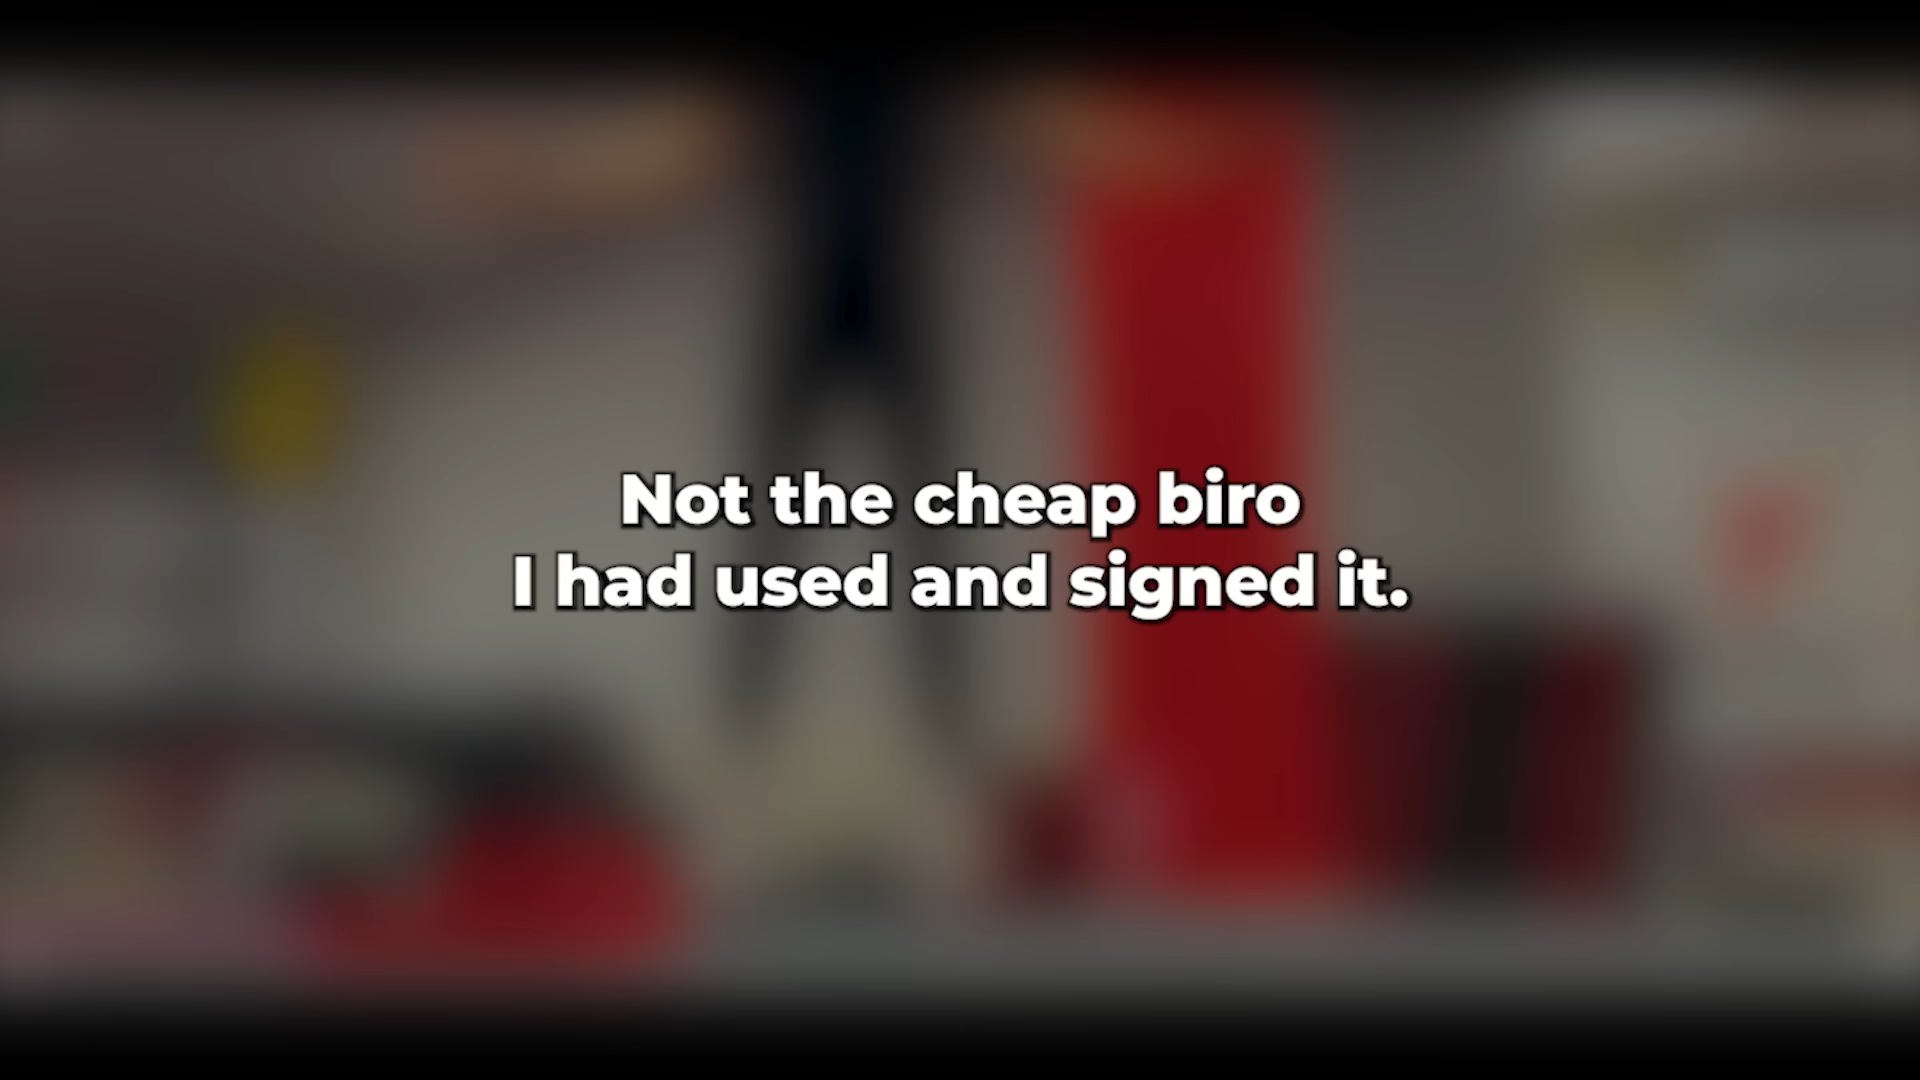 Not the cheap biro
I had used and signed it.